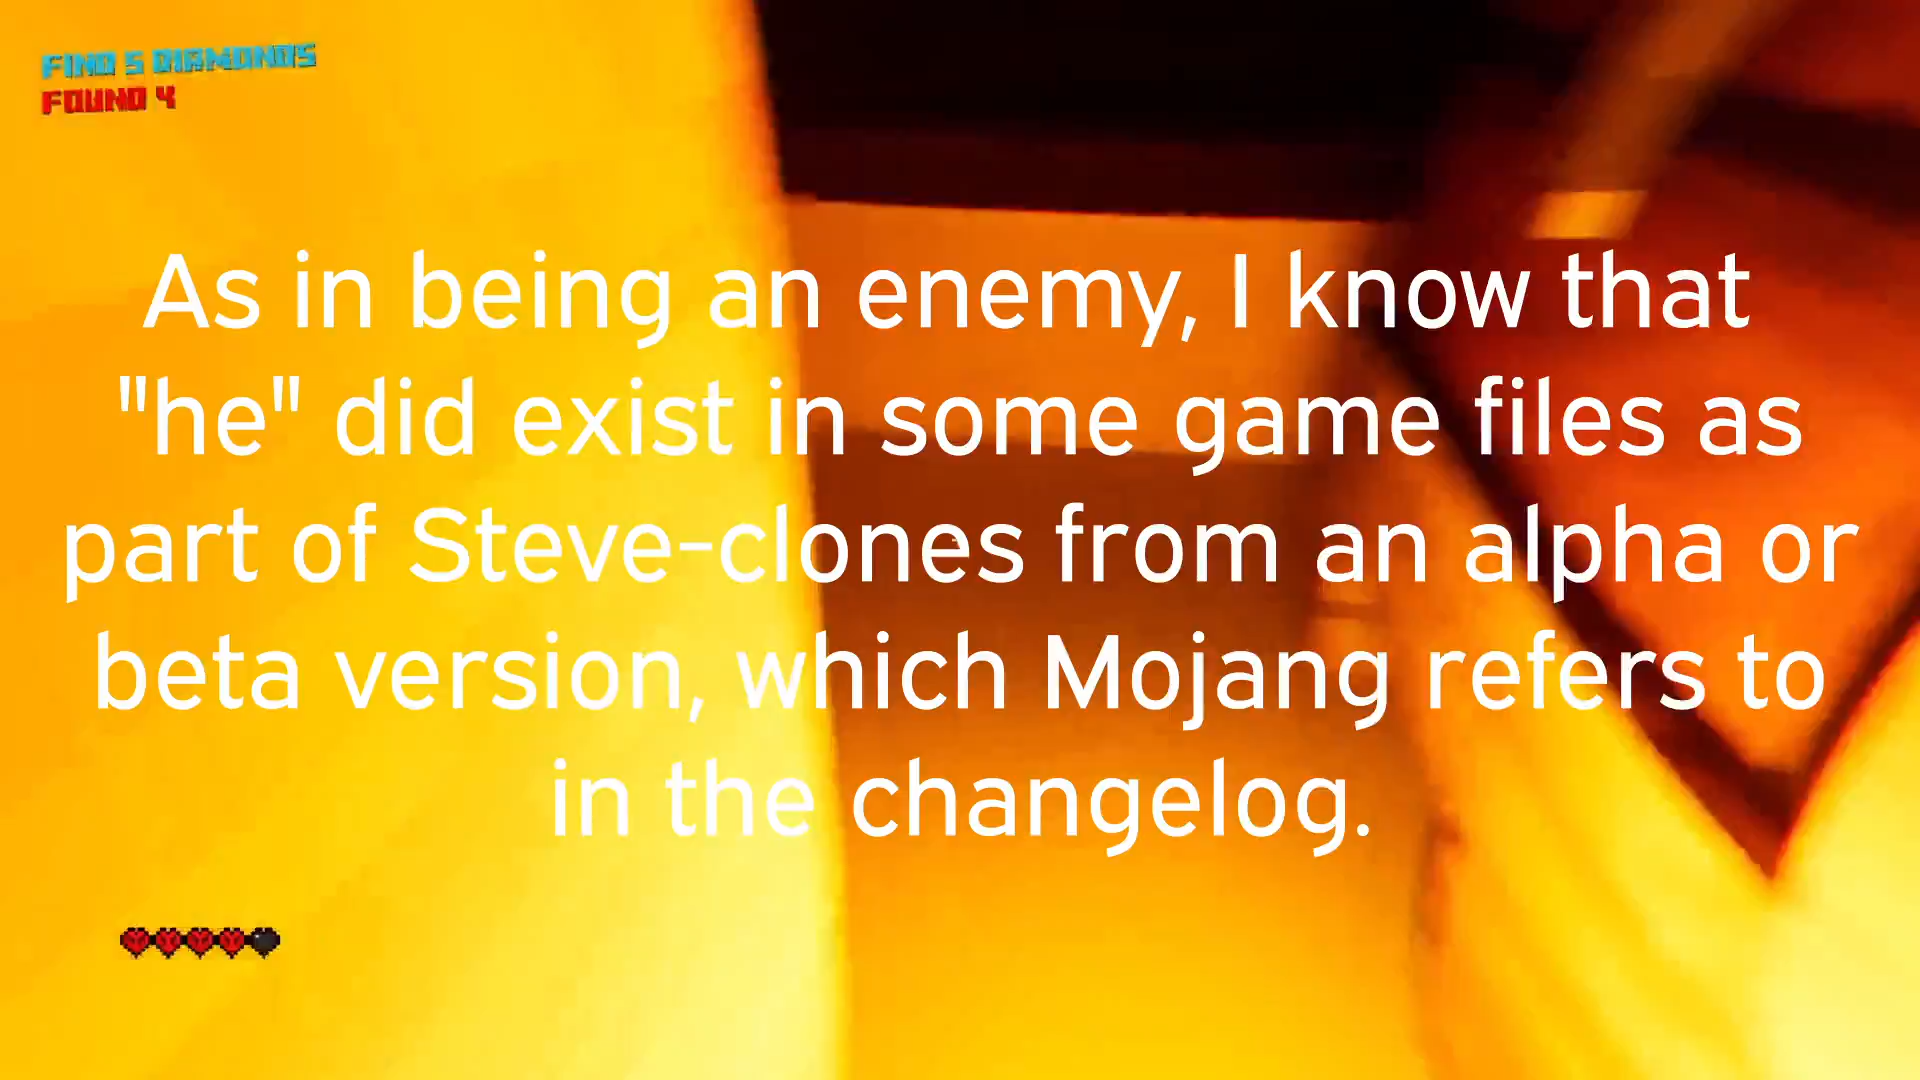 FIND 5 DIAMONDS
FOUND 4
As in being an enemy, I know that
"he" did exist in some game files as
part of Steve-clones from an alpha or
beta version, which Mojang refers to
in the changelog.